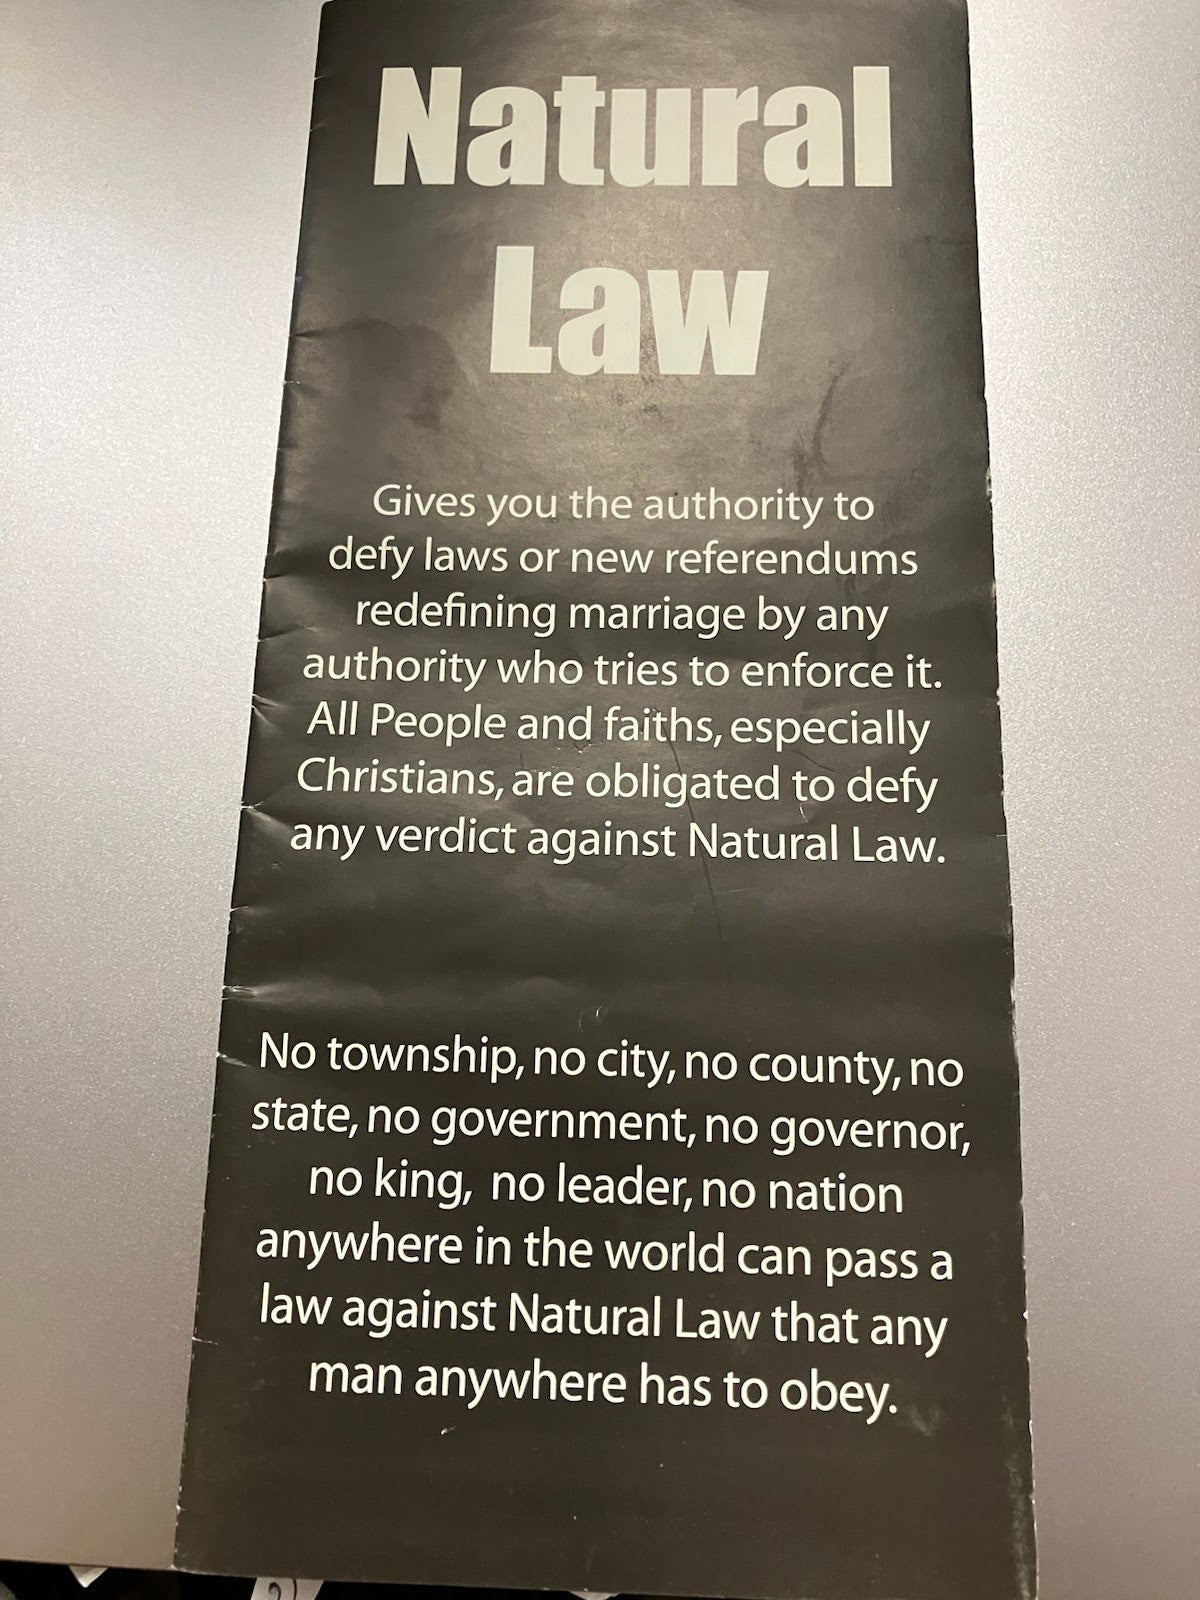 Natural
Law
Gives you the authority to
defy laws or new referendums
redefining marriage by any
authority who tries to enforce it.
All People and faiths, especially
Christians, are obligated to defy
any verdict against Natural Law.
No township, no city, no county, no
state, no government, no governor,
no king, no leader, no nation
anywhere in the world can pass a
law against Natural Law that any
man anywhere has to obey.